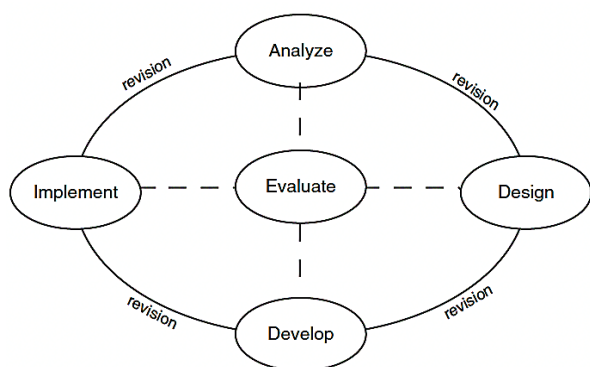 Analyze
revision
revision
Implement
Evaluate
Design
revision
revision
Develop